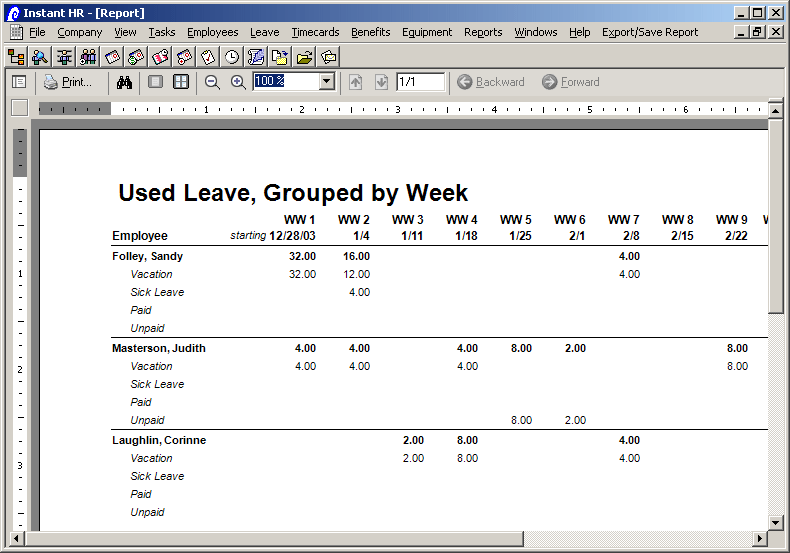 Instant HR - [Report]
File Company View Tasks Employees Leave Timecards Benefits Equipment Reports Windows Help Export/Save Report
Print... 100 % 1/1 Backward Forward
1 2 3 4 5 6
Used Leave, Grouped by Week
WW 1 WW 2 WW 3 WW 4 WW 5 WW 6 WW 7 WW 8 WW 9
Employee starting 12/28/03 1/4 1/11 1/18 1/25 2/1 2/8 2/15 2/22
Folley, Sandy 32.00 16.00 4.00
1 Vacation 32.00 12.00 4.00
Sick Leave 4.00
Paid
Unpaid
Masterson, Judith 4.00 4.00 4.00 8.00 2.00 8.00
2 Vacation 4.00 4.00 4.00 8.00
Sick Leave
Paid
Unpaid 8.00 2.00
Laughlin, Corinne 2.00 8.00 4.00
3 Vacation 2.00 8.00 4.00
Sick Leave
Paid
Unpaid